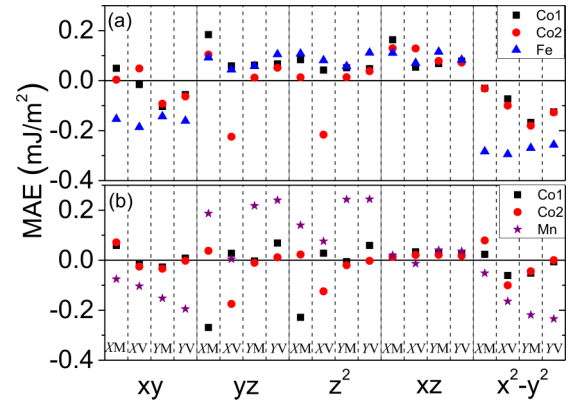 (a)
Co1
Co2
Fe
0.2
0.0
-0.2
-0.4
MAE (mJ/m²)
(b)
Co1
Co2
Mn
0.2
0.0
-0.2
-0.4
XM XV YM YV XM XV YM YV XM XV YM YV XM XV YM YV XM XV YM YV
xy yz z² xz x²-y²